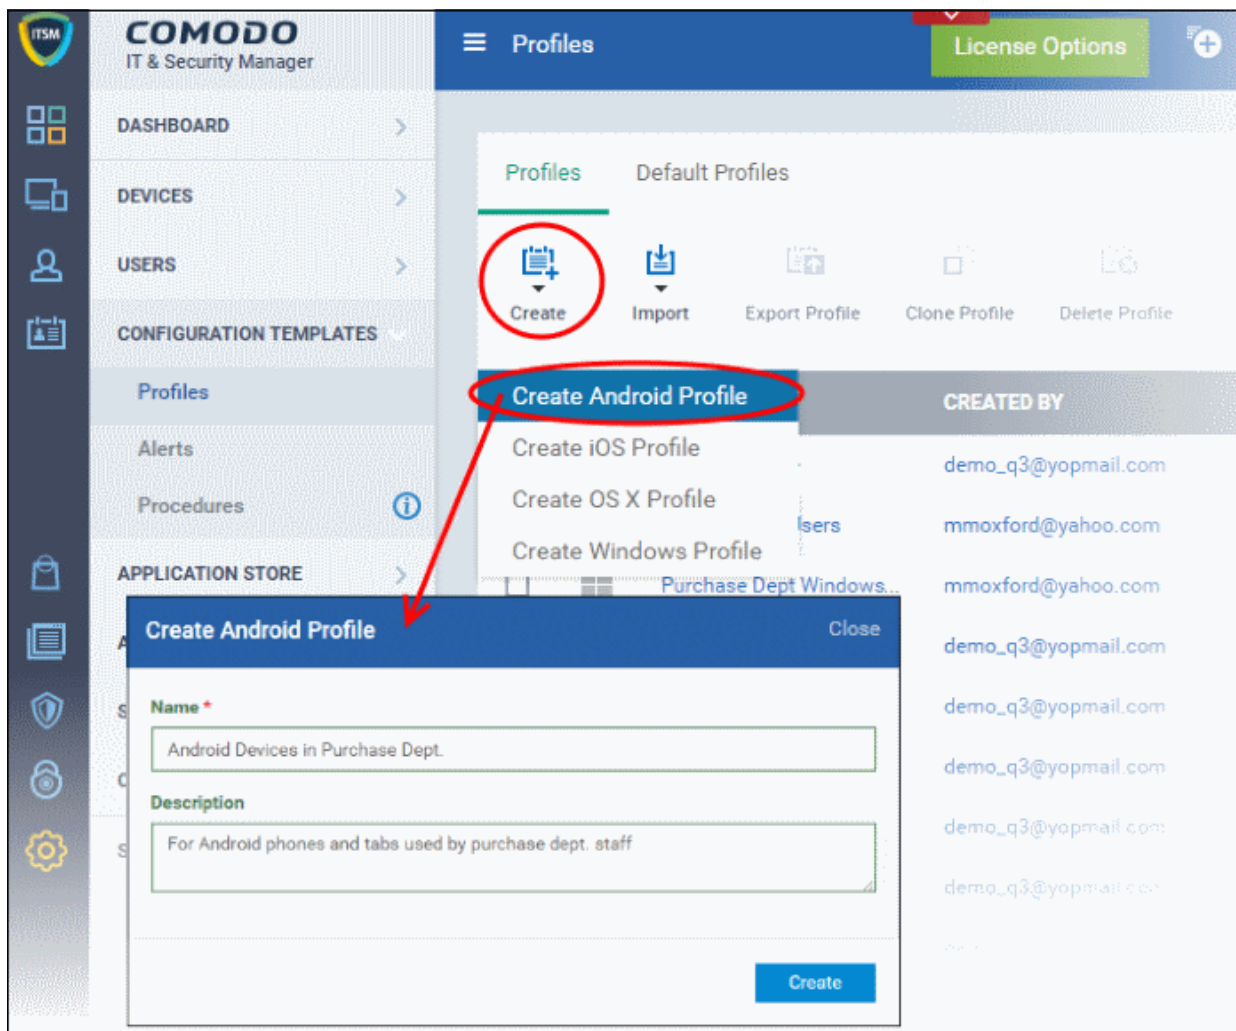 ITSM
COMODO
IT & Security Manager
Profiles
License Options
DASHBOARD
DEVICES
USERS
CONFIGURATION TEMPLATES
Profiles
Alerts
Procedures
APPLICATION STORE
Profiles Default Profiles
Create Import Export Profile Clone Profile Delete Profile
Create Android Profile
Create iOS Profile
Create OS X Profile
Create Windows Profile
CREATED BY
demo_q3@yopmail.com
mmoxford@yahoo.com
Purchase Dept Windows... mmoxford@yahoo.com
demo_q3@yopmail.com
demo_q3@yopmail.com
demo_q3@yopmail.com
demo_q3@yopmail.com
Create Android Profile Close
Name *
Android Devices in Purchase Dept.
Description
For Android phones and tabs used by purchase dept. staff
Create